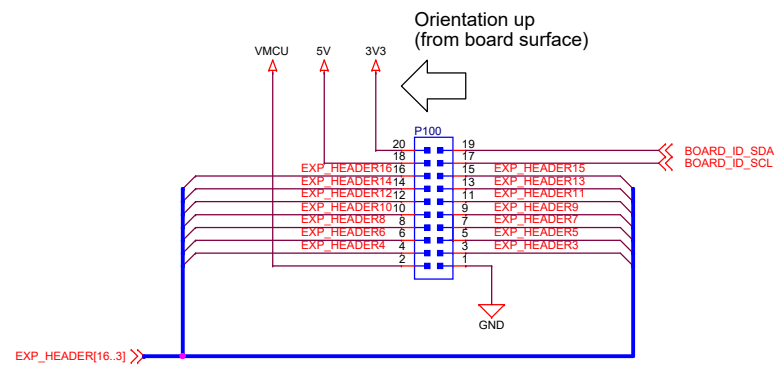 Orientation up
(from board surface)
VMCU 5V 3V3
P100
20 19 BOARD_ID_SDA
18 17 BOARD_ID_SCL
EXP_HEADER16 16 15 EXP_HEADER15
EXP_HEADER14 14 13 EXP_HEADER13
EXP_HEADER12 12 11 EXP_HEADER11
EXP_HEADER10 10 9 EXP_HEADER9
EXP_HEADER8 8 7 EXP_HEADER7
EXP_HEADER6 6 5 EXP_HEADER5
EXP_HEADER4 4 3 EXP_HEADER3
2 1
GND
EXP_HEADER[16..3]